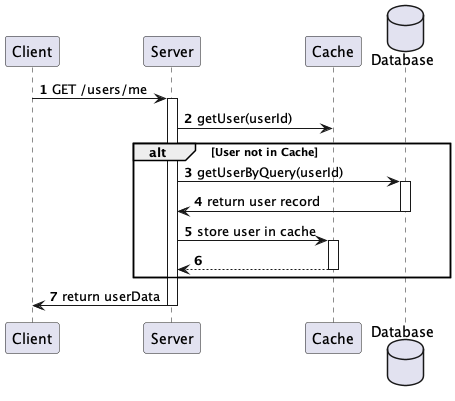 Client Server Cache Database
1 GET /users/me
2 getUser(userId)
alt [User not in Cache]
3 getUserByQuery(userId)
4 return user record
5 store user in cache
6
7 return userData
Client Server Cache Database